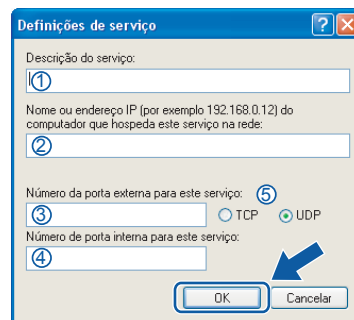 Definições de serviço
Descrição do serviço:
①
Nome ou endereço IP (por exemplo 192.168.0.12) do
computador que hospeda este serviço na rede:
②
Número da porta externa para este serviço: ⑤
③ TCP UDP
Número de porta interna para este serviço:
④
OK Cancelar